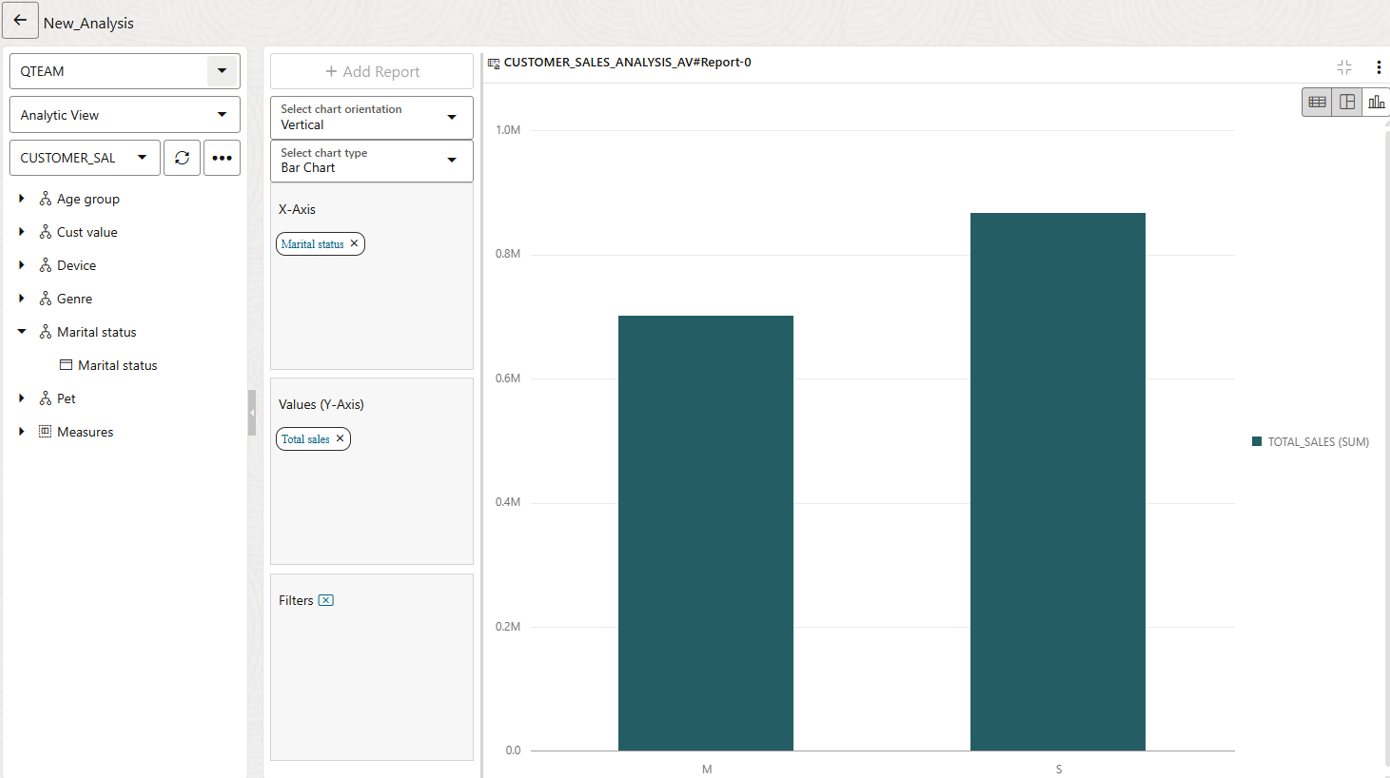 New_Analysis
QTEAM
Analytic View
CUSTOMER_SAL
Age group
Cust value
Device
Genre
Marital status
Marital status
Pet
Measures
+ Add Report
Select chart orientation
Vertical
Select chart type
Bar Chart
X-Axis
Marital status
Values (Y-Axis)
Total sales
Filters
CUSTOMER_SALES_ANALYSIS_AV#Report-0
1.0M
0.8M
0.6M
0.4M
0.2M
0.0
M
S
TOTAL_SALES (SUM)